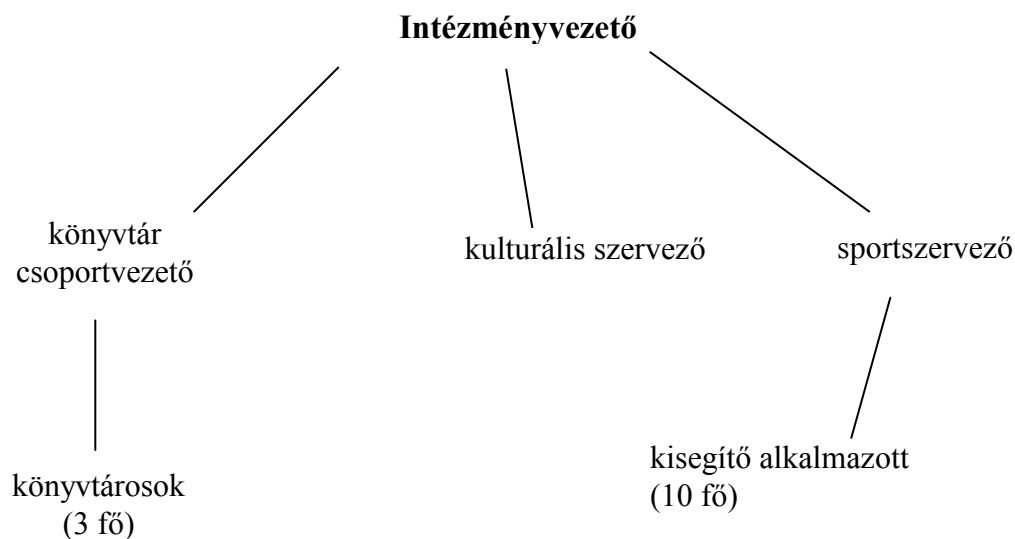 Intézményvezető
könyvtár
csoportvezető
kulturális szervező
sportszervező
könyvtárosok
(3 fő)
kisegítő alkalmazott
(10 fő)